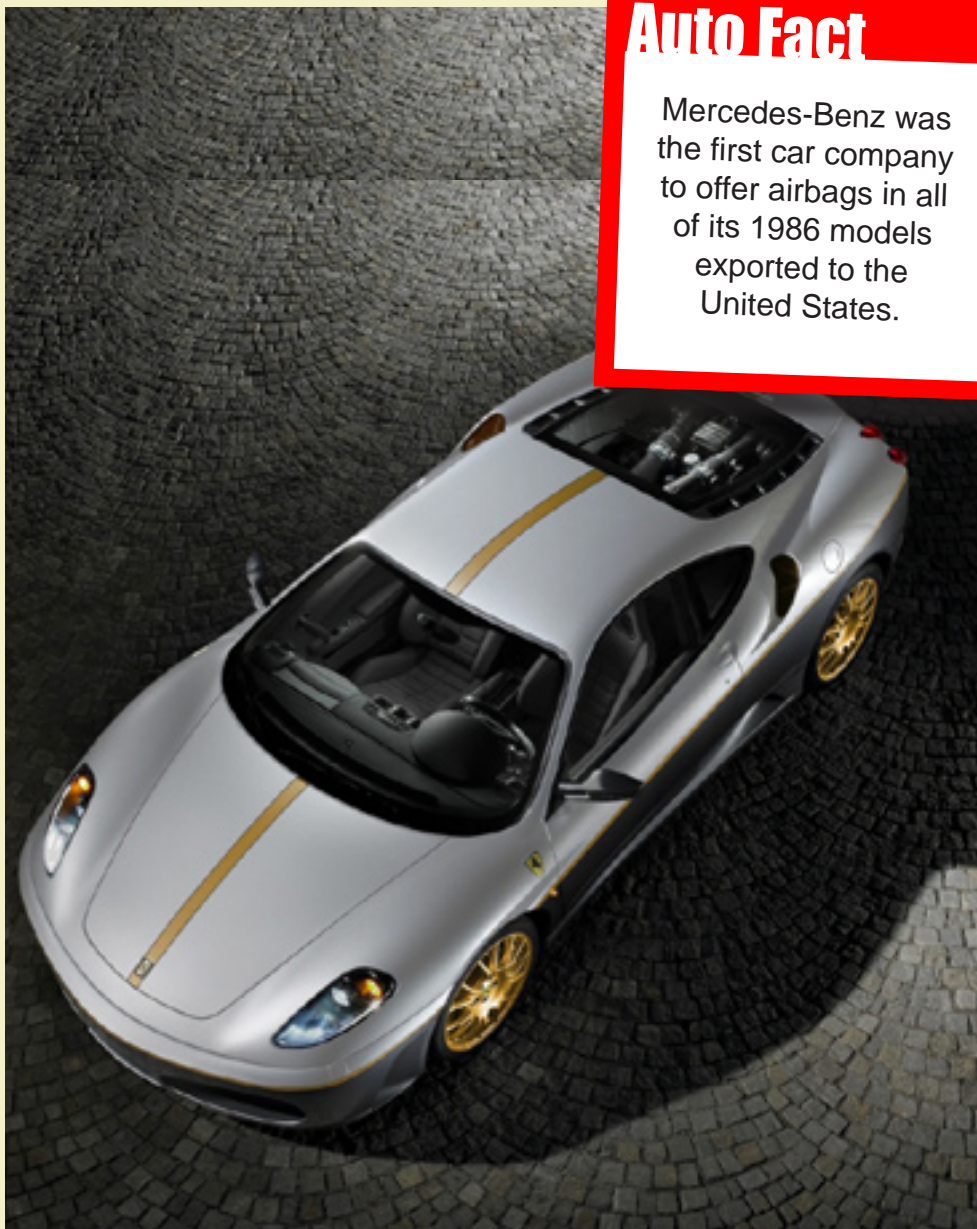 Auto Fact
Mercedes-Benz was
the first car company
to offer airbags in all
of its 1986 models
exported to the
United States.